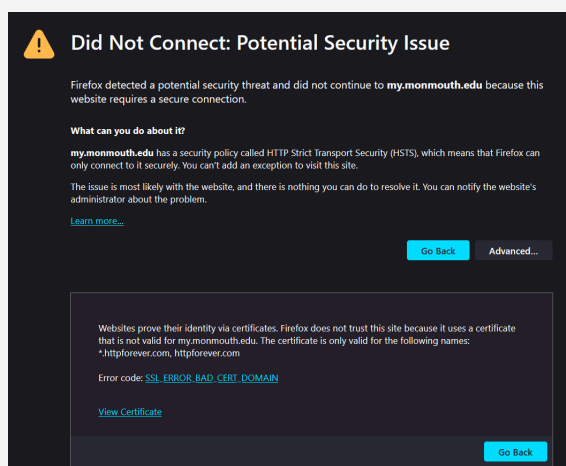 Did Not Connect: Potential Security Issue
Firefox detected a potential security threat and did not continue to my.monmouth.edu because this
website requires a secure connection.
What can you do about it?
my.monmouth.edu has a security policy called HTTP Strict Transport Security (HSTS), which means that Firefox can
only connect to it securely. You can't add an exception to visit this site.
The issue is most likely with the website, and there is nothing you can do to resolve it. You can notify the website's
administrator about the problem.
Learn more...
Go Back
Advanced...
Websites prove their identity via certificates. Firefox does not trust this site because it uses a certificate
that is not valid for my.monmouth.edu. The certificate is only valid for the following names:
*.httpforever.com, httpforever.com
Error code: SSL_ERROR_BAD_CERT_DOMAIN
View Certificate
Go Back